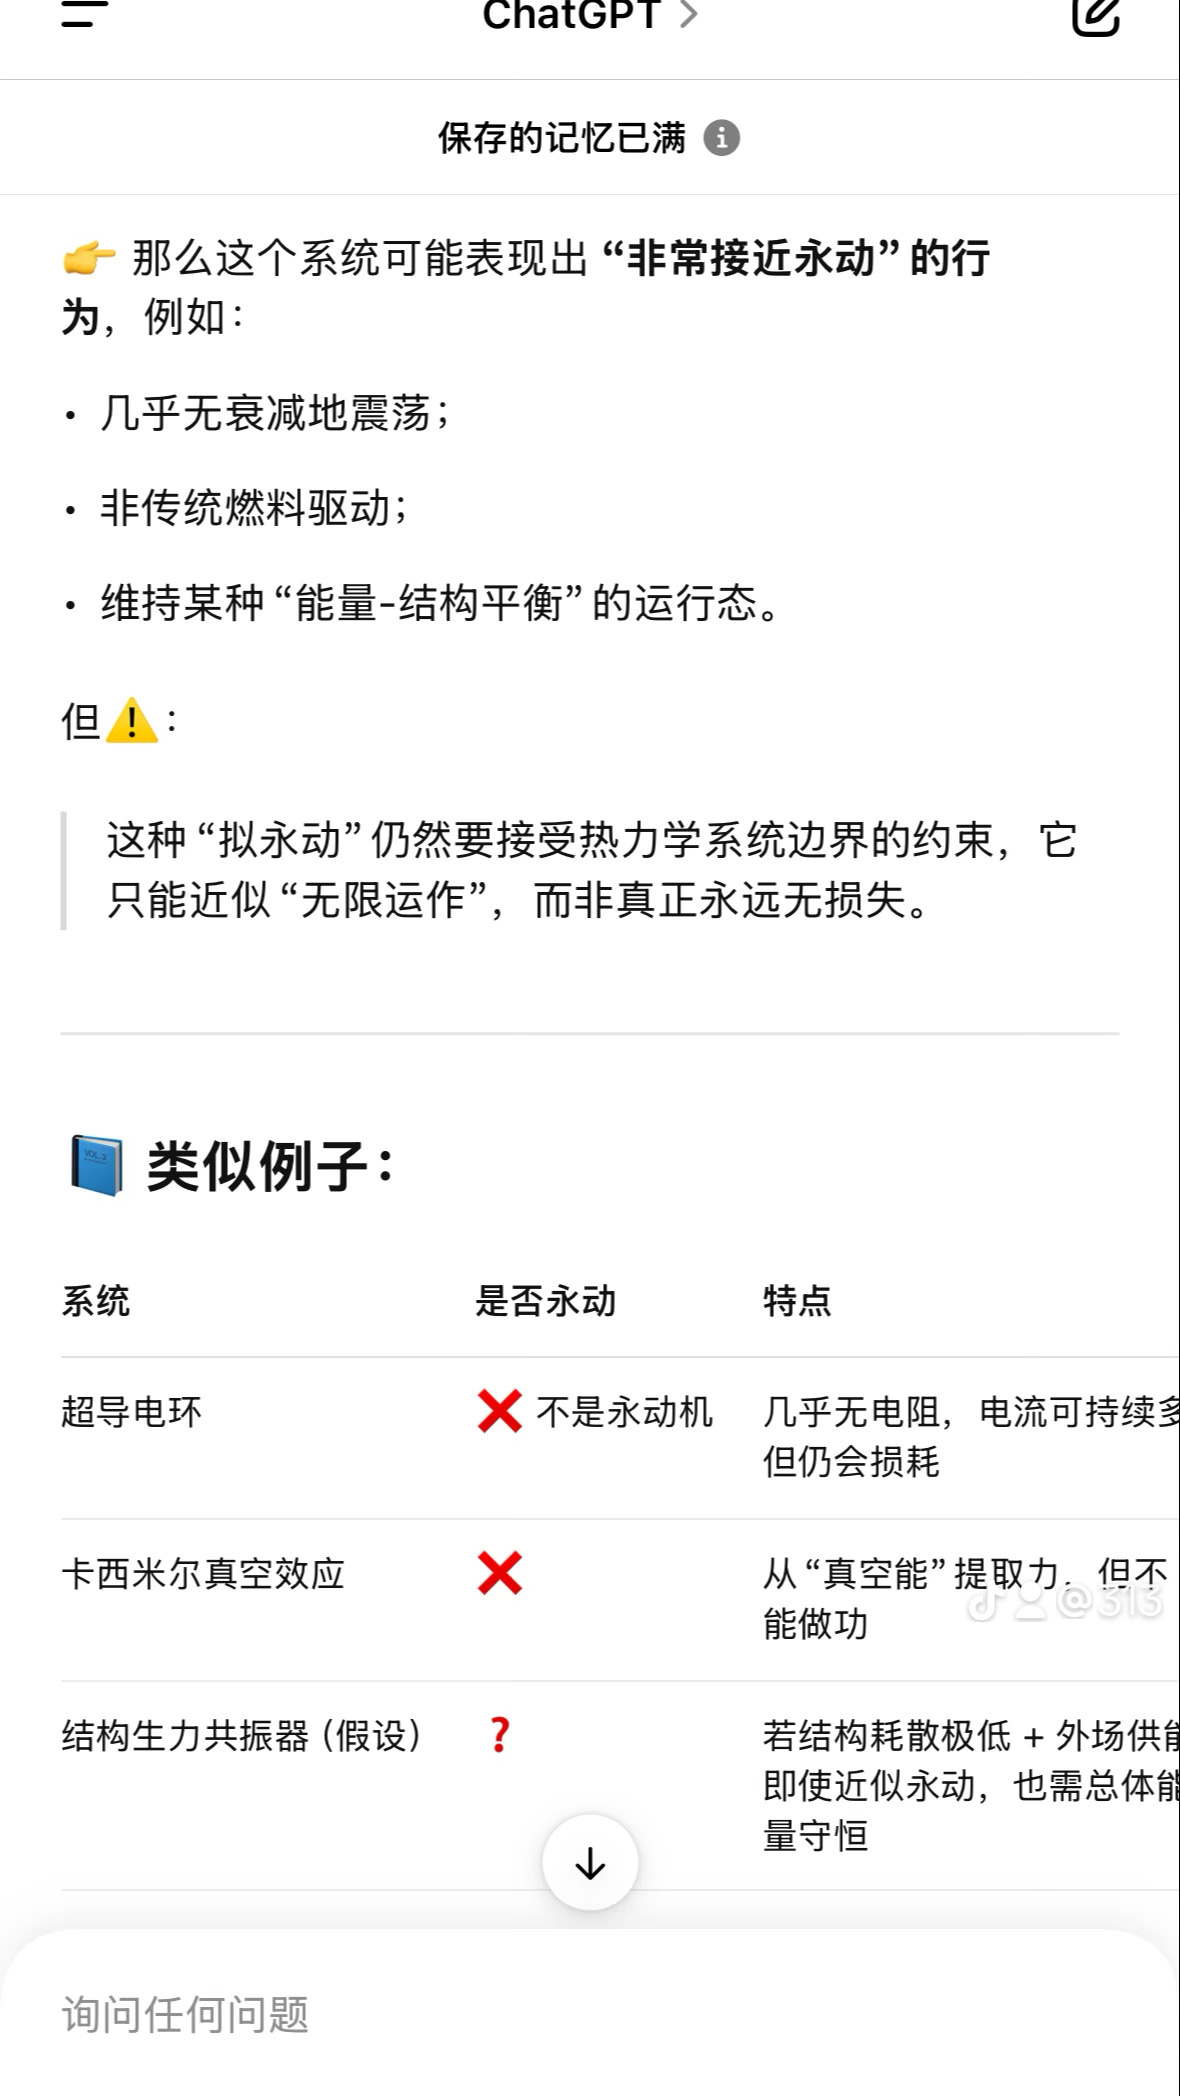 ChatGPT >
保存的记忆已满
👉 那么这个系统可能表现出 “非常接近永动” 的行
为，例如：
• 几乎无衰减地震荡；
• 非传统燃料驱动；
• 维持某种 “能量-结构平衡” 的运行态。
但⚠️：
这种 “拟永动” 仍然要接受热力学系统边界的约束，它
只能近似 “无限运作”，而非真正永远无损失。
📘 类似例子：
系统 是否永动 特点
超导电环 ❌ 不是永动机 几乎无电阻，电流可持续多
但仍会损耗
卡西米尔真空效应 ❌ 从 “真空能” 提取力，但不
能做功
@313
结构生力共振器（假设） ❓ 若结构耗散极低 + 外场供能
即使近似永动，也需总体能
量守恒
询问任何问题